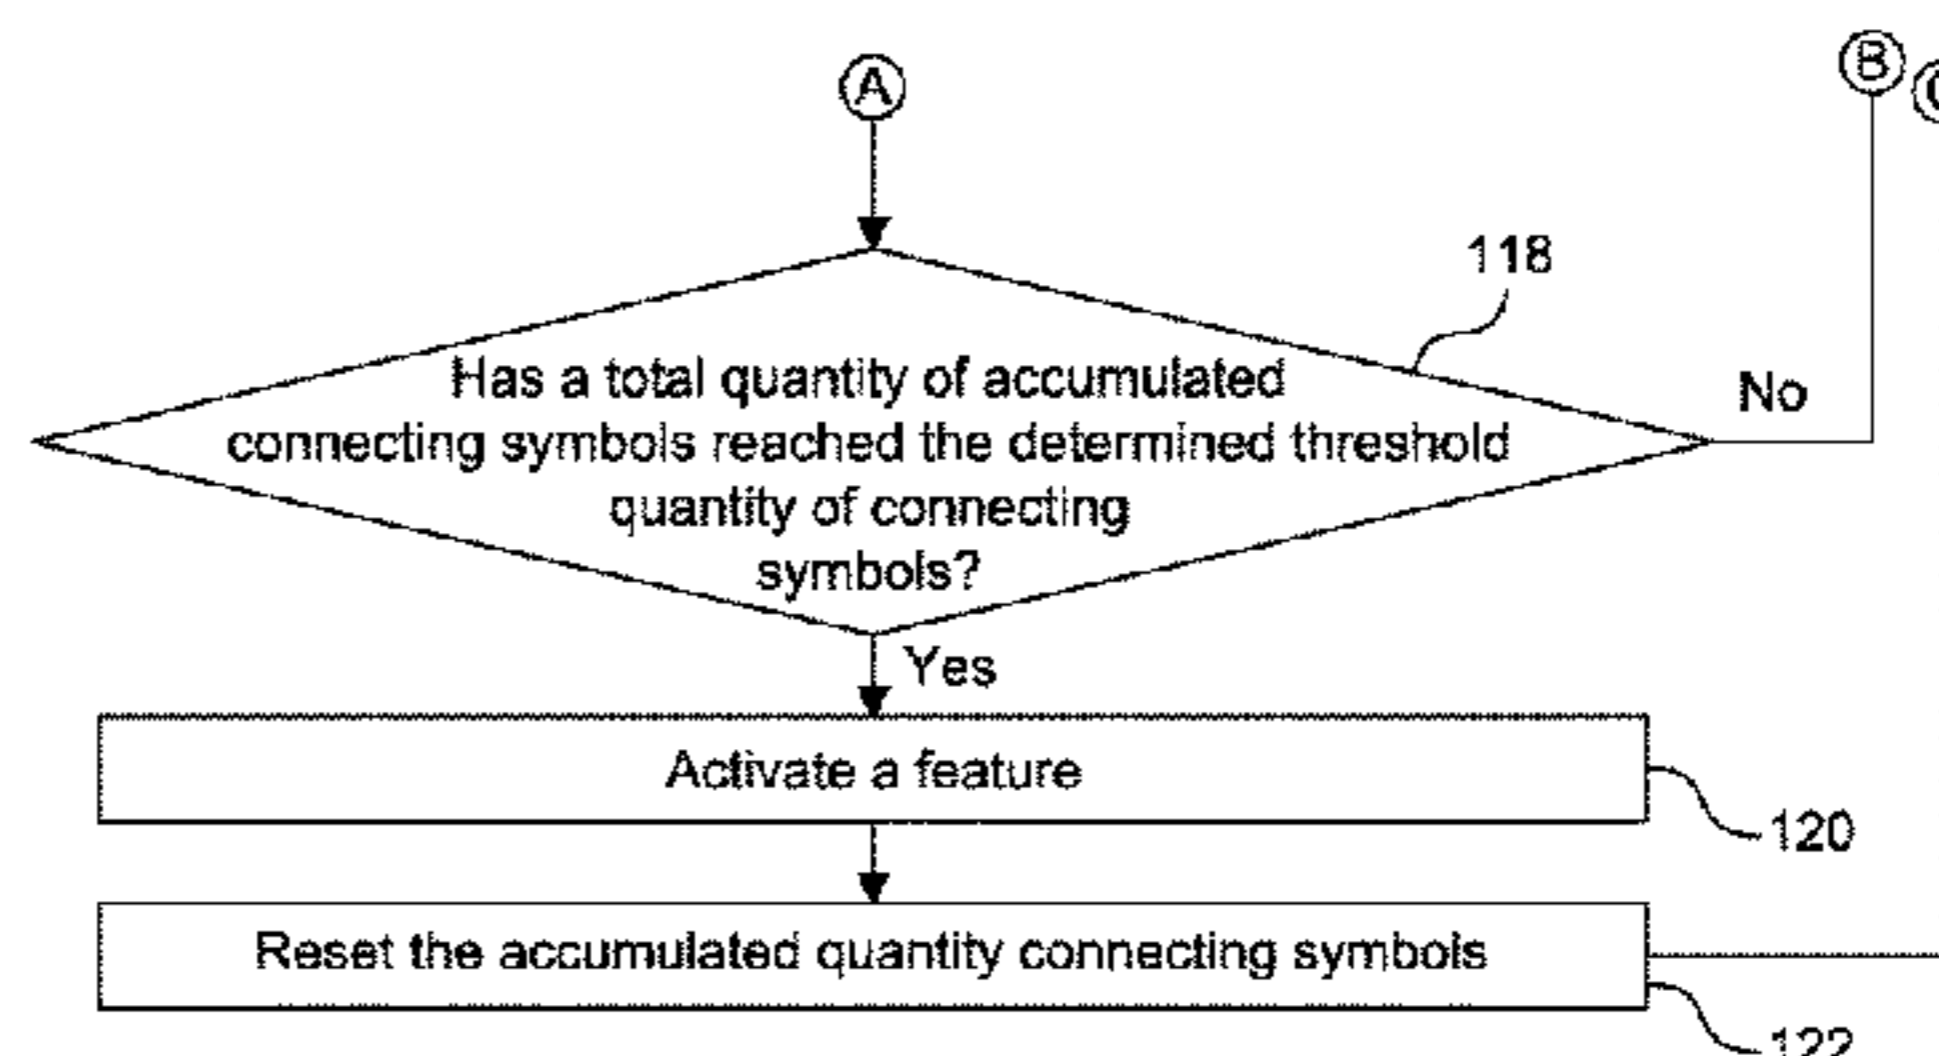 A
B
118
Has a total quantity of accumulated
connecting symbols reached the determined threshold
quantity of connecting
symbols?
No
Yes
Activate a feature
120
Reset the accumulated quantity connecting symbols
122